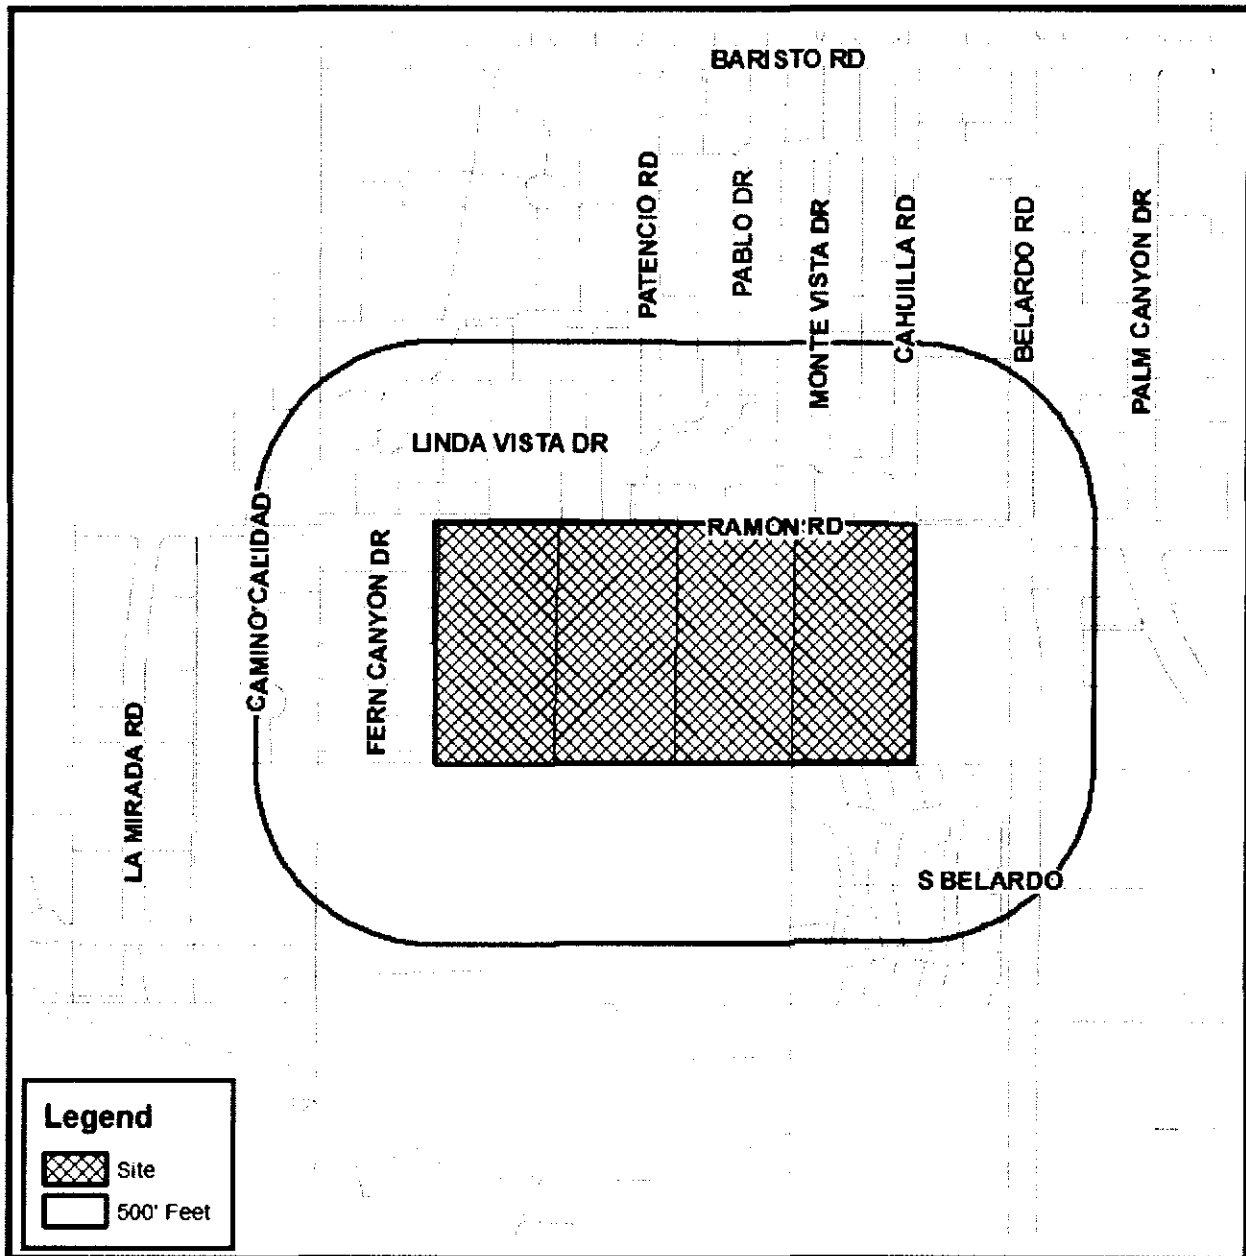 BARISTO RD
PATENCIO RD
PABLO DR
MONTE VISTA DR
CAHUILLA RD
BELARDO RD
PALM CANYON DR
LINDA VISTA DR
RAMON RD
CAMINO CALIDAD
FERN CANYON DR
LA MIRADA RD
S BELARDO
Legend
Site
500' Feet